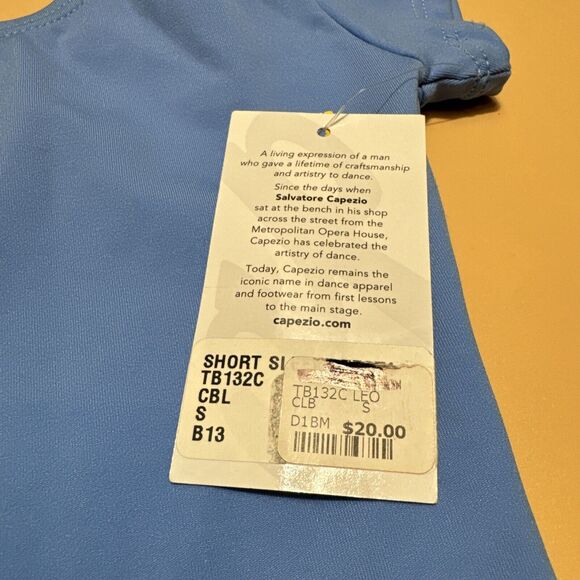 A living expression of a man
who gave a lifetime of craftsmanship
and artistry to dance.
Since the days when
Salvatore Capezio
sat at the bench in his shop
across the street from the
Metropolitan Opera House,
Capezio has celebrated the
artistry of dance.
Today, Capezio remains the
iconic name in dance apparel
and footwear from first lessons
to the main stage.
capezio.com
SHORT
TB132C
CBL
S
B13
TB132C LEO
CLB S
D1BM $20.00